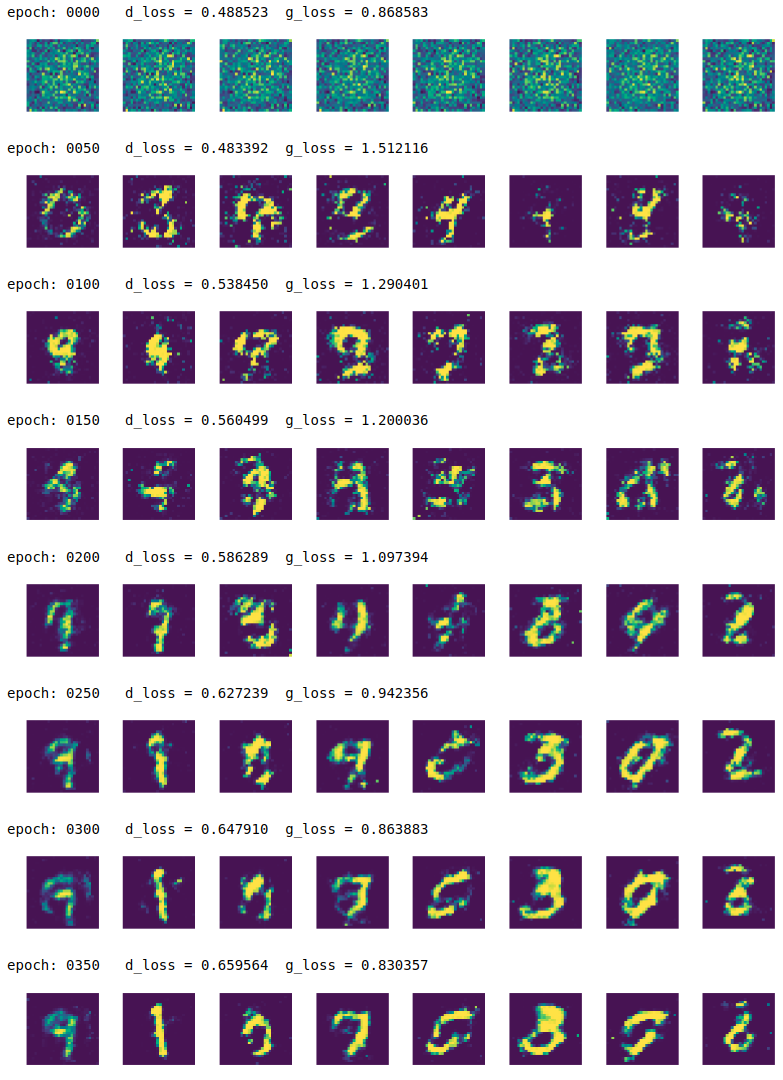 epoch: 0000   d_loss = 0.488523  g_loss = 0.868583
epoch: 0050   d_loss = 0.483392  g_loss = 1.512116
epoch: 0100   d_loss = 0.538450  g_loss = 1.290401
epoch: 0150   d_loss = 0.560499  g_loss = 1.200036
epoch: 0200   d_loss = 0.586289  g_loss = 1.097394
epoch: 0250   d_loss = 0.627239  g_loss = 0.942356
epoch: 0300   d_loss = 0.647910  g_loss = 0.863883
epoch: 0350   d_loss = 0.659564  g_loss = 0.830357